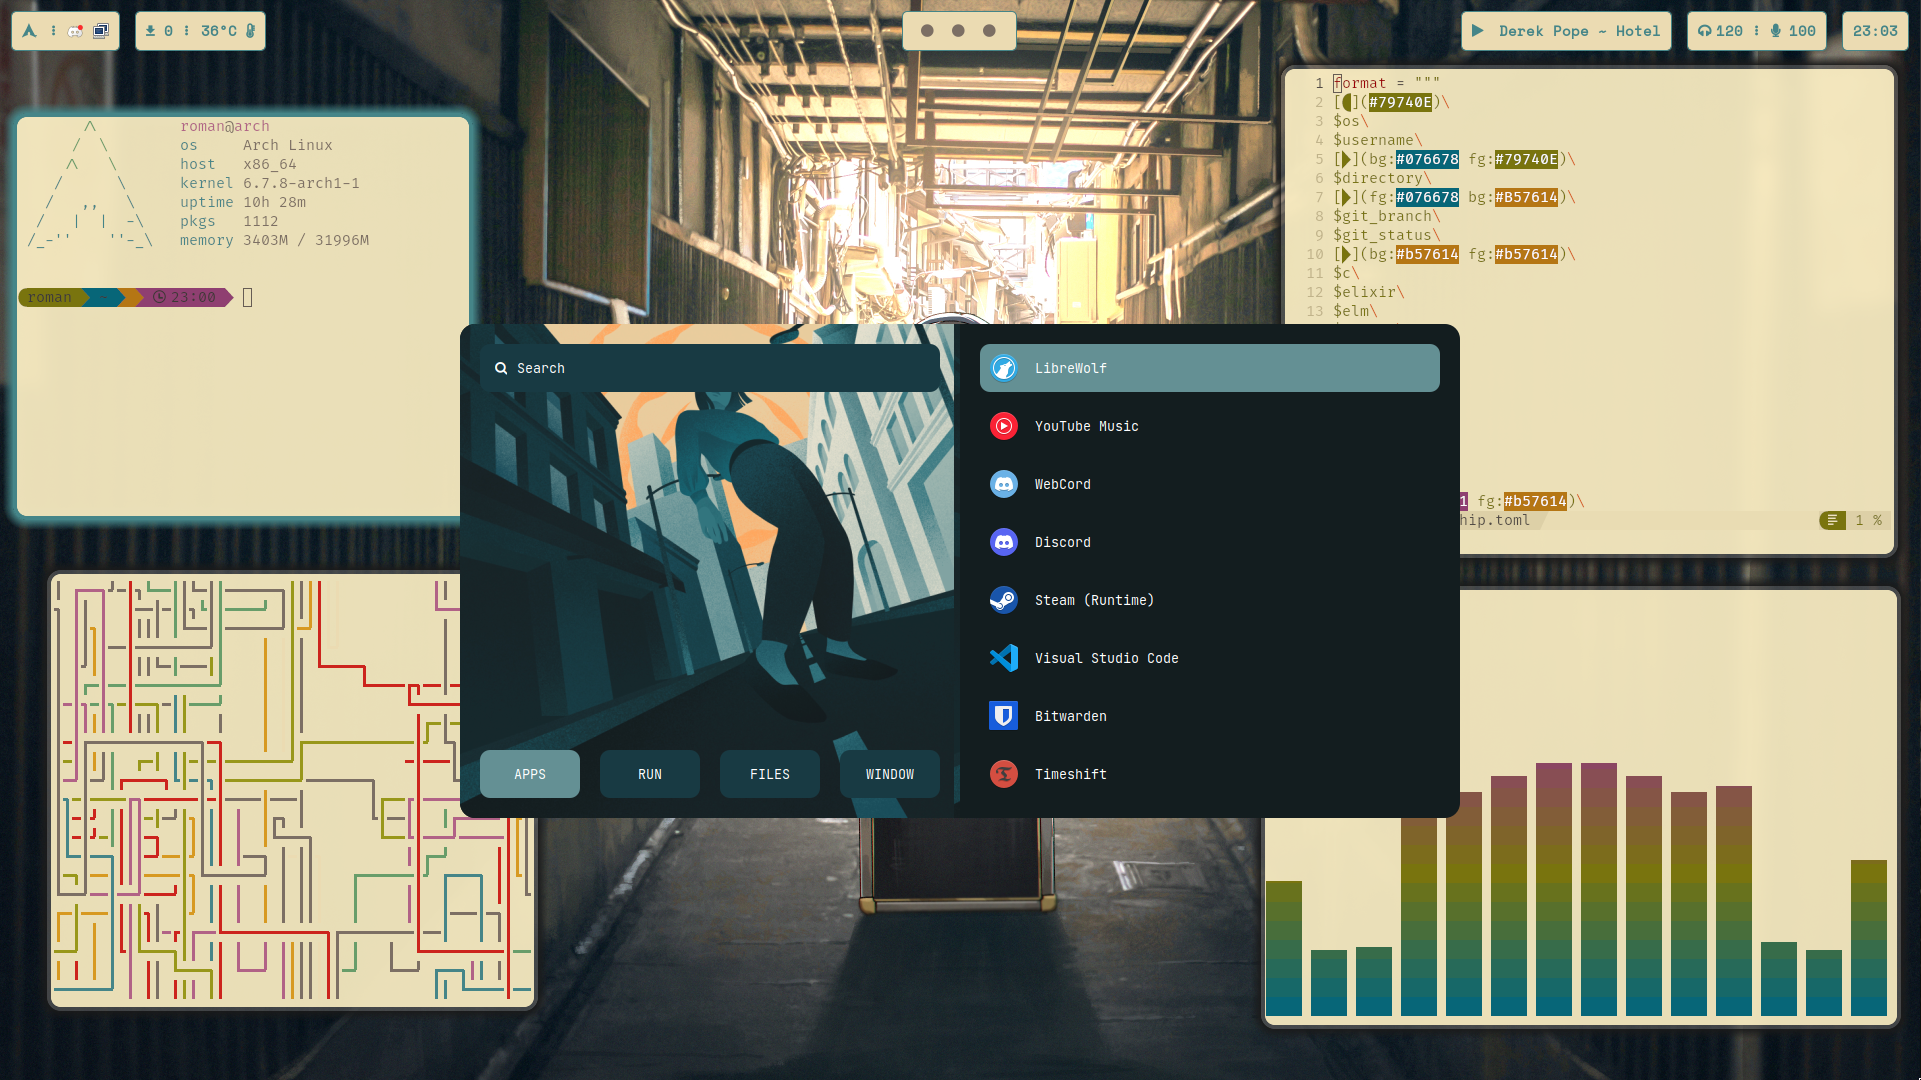 0 36°C
Derek Pope ~ Hotel
120 100
23:03
roman@arch
os Arch Linux
host x86_64
kernel 6.7.8-arch1-1
uptime 10h 28m
pkgs 1112
memory 3403M / 31996M
roman ~ 23:00
1 format = """
2 [](#79740E)\
3 $os\
4 $username\
5 [](bg:#076678 fg:#79740E)\
6 $directory\
7 [](fg:#076678 bg:#B57614)\
8 $git_branch\
9 $git_status\
10 [](bg:#b57614 fg:#b57614)\
11 $c\
12 $elixir\
13 $elm\
1 fg:#b57614)\
hip.toml
1 %
Search
APPS
RUN
FILES
WINDOW
LibreWolf
YouTube Music
WebCord
Discord
Steam (Runtime)
Visual Studio Code
Bitwarden
Timeshift